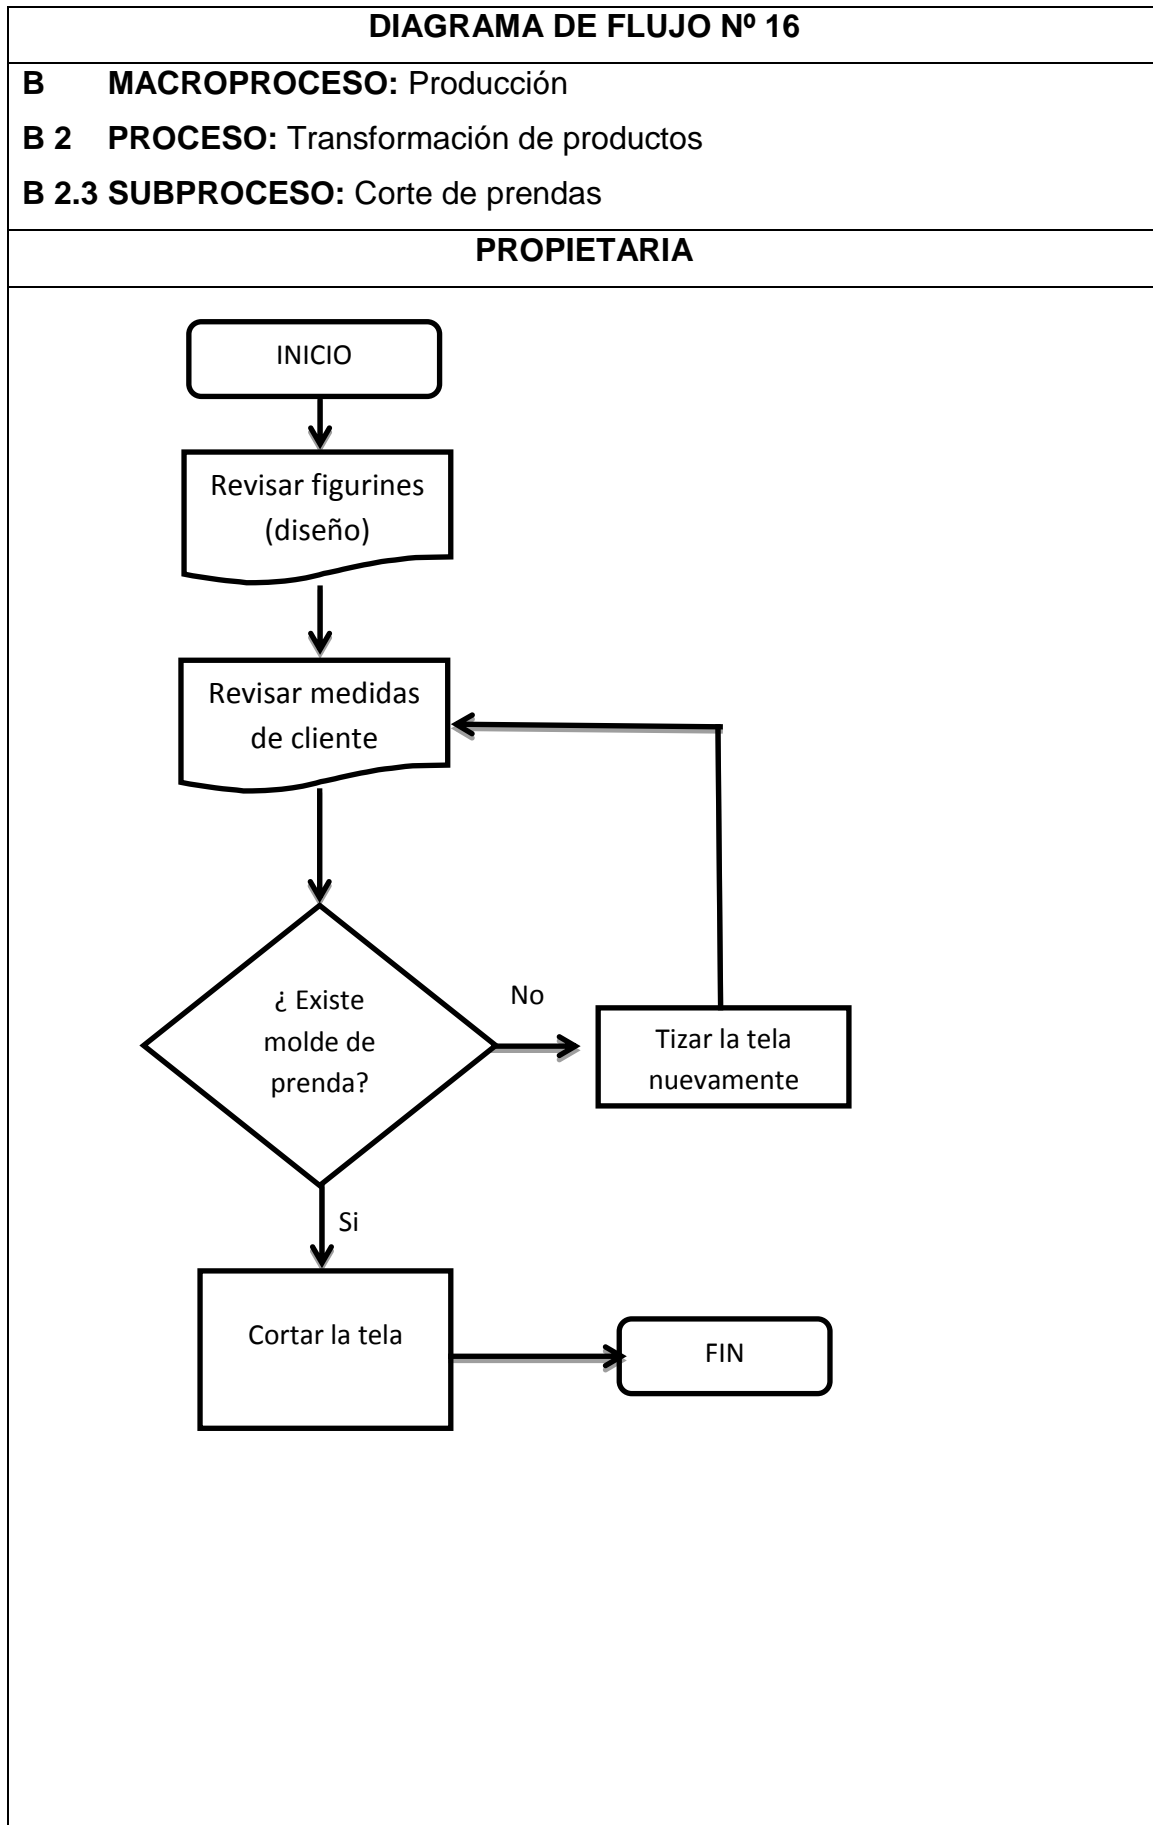 DIAGRAMA DE FLUJO Nº 16
B MACROPROCESO: Producción
B 2 PROCESO: Transformación de productos
B 2.3 SUBPROCESO: Corte de prendas
PROPIETARIA
INICIO
Revisar figurines
(diseño)
Revisar medidas
de cliente
¿ Existe
molde de
prenda?
No
Tizar la tela
nuevamente
Si
Cortar la tela
FIN